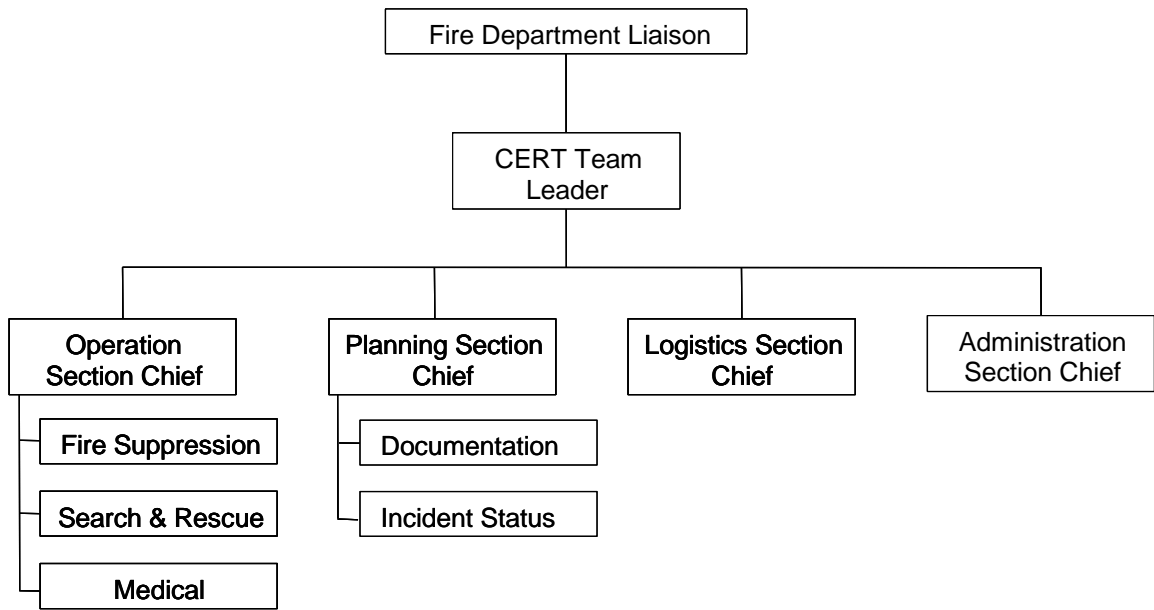 Fire Department Liaison
CERT Team
Leader
Operation
Section Chief
Fire Suppression
Search & Rescue
Medical
Planning Section
Chief
Documentation
Incident Status
Logistics Section
Chief
Administration
Section Chief